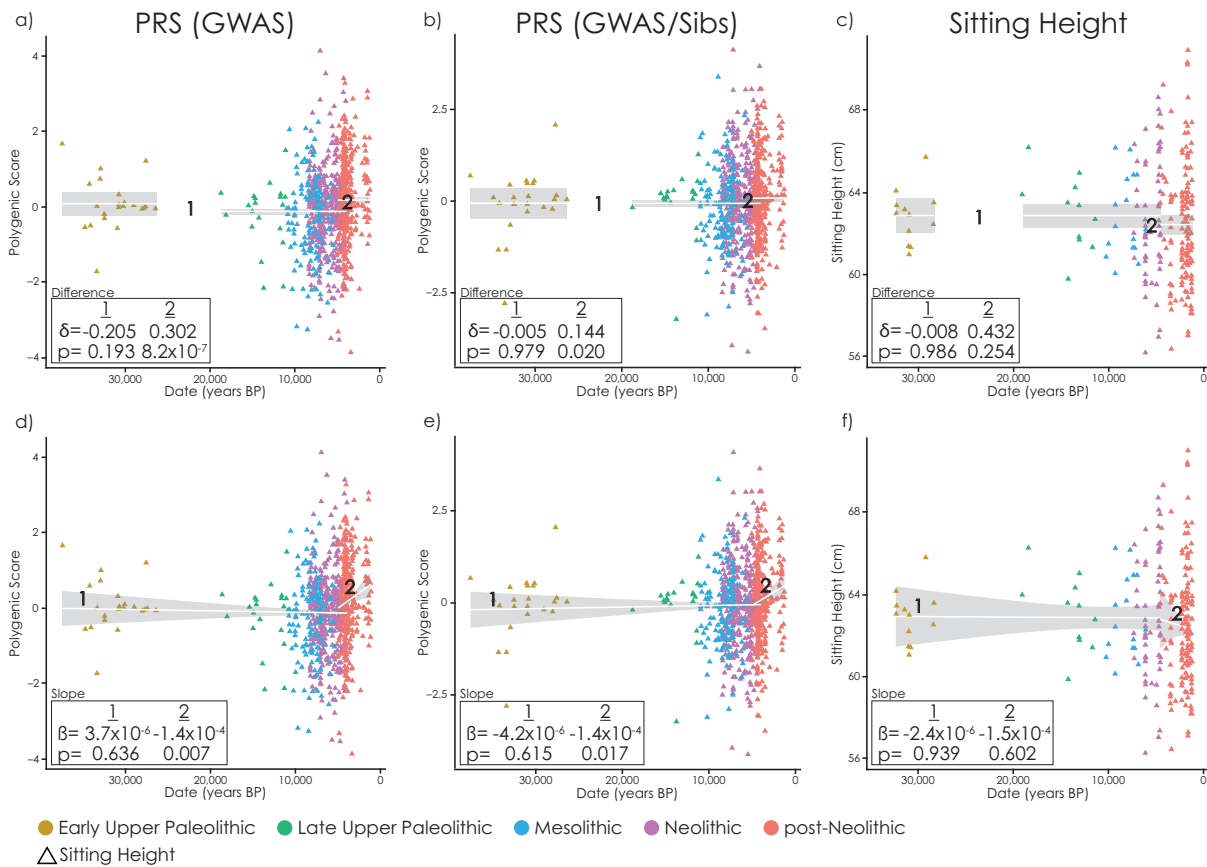 a) PRS (GWAS)
Polygenic Score
4
2
0
−2
−4
1
2
Difference
1 2
δ= -0.205 0.302
p= 0.193 8.2x10⁻⁷
30,000 20,000 10,000 0
Date (years BP)
b) PRS (GWAS/Sibs)
Polygenic Score
5.0
2.5
0
−2.5
1
2
Difference
1 2
δ= -0.005 0.144
p= 0.979 0.020
30,000 20,000 10,000 0
Date (years BP)
c) Sitting Height
Sitting Height (cm)
68
64
60
56
1
2
Difference
1 2
δ= -0.008 0.432
p= 0.986 0.254
30,000 20,000 10,000 0
Date (years BP)
d)
Polygenic Score
4
2
0
−2
−4
1
2
Slope
1 2
ß= 3.7x10⁻⁶ -1.4x10⁻⁴
p= 0.636 0.007
30,000 20,000 10,000 0
Date (years BP)
e)
Polygenic Score
5.0
2.5
0
−2.5
1
2
Slope
1 2
ß= -4.2x10⁻⁶ -1.4x10⁻⁴
p= 0.615 0.017
30,000 20,000 10,000 0
Date (years BP)
f)
Sitting Height (cm)
68
64
60
56
1
2
Slope
1 2
ß= -2.4x10⁻⁶ -1.5x10⁻⁴
p= 0.939 0.602
30,000 20,000 10,000 0
Date (years BP)
Early Upper Paleolithic Late Upper Paleolithic Mesolithic Neolithic post-Neolithic
Sitting Height